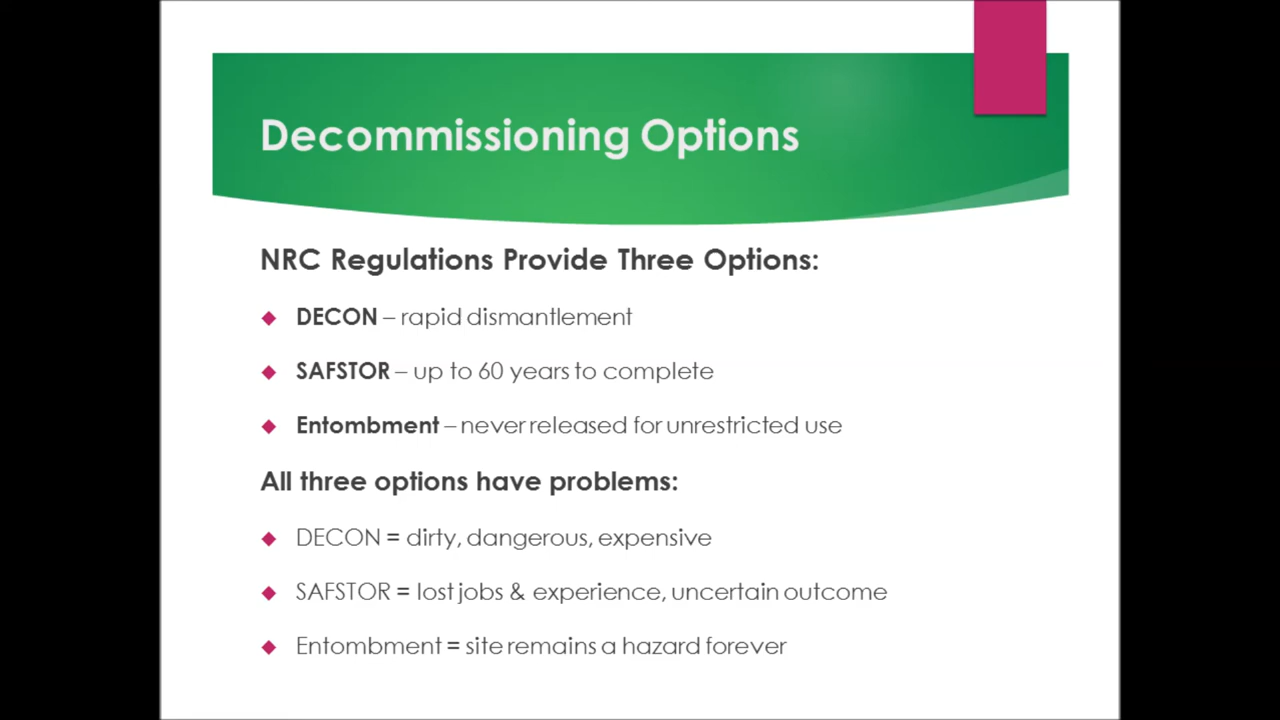 Decommissioning Options
NRC Regulations Provide Three Options:
DECON – rapid dismantlement
SAFSTOR – up to 60 years to complete
Entombment – never released for unrestricted use
All three options have problems:
DECON = dirty, dangerous, expensive
SAFSTOR = lost jobs & experience, uncertain outcome
Entombment = site remains a hazard forever